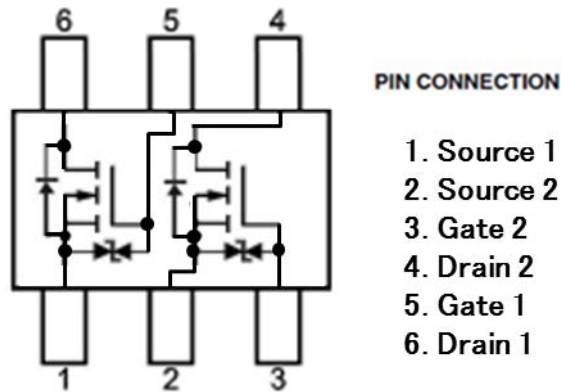 6 5 4
PIN CONNECTION
1. Source 1
2. Source 2
3. Gate 2
4. Drain 2
5. Gate 1
6. Drain 1
1 2 3